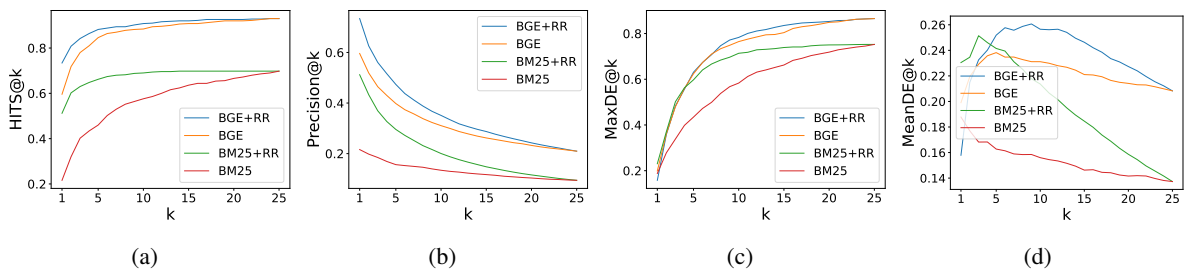 HITS@k
0.8
0.6
0.4
0.2
1
5
10
15
20
25
k
BGE+RR
BGE
BM25+RR
BM25
(a)
Precision@k
0.6
0.4
0.2
1
5
10
15
20
25
k
BGE+RR
BGE
BM25+RR
BM25
(b)
MaxDE@k
0.8
0.6
0.4
0.2
1
5
10
15
20
25
k
BGE+RR
BGE
BM25+RR
BM25
(c)
MeanDE@k
0.26
0.24
0.22
0.20
0.18
0.16
0.14
1
5
10
15
20
25
k
BGE+RR
BGE
BM25+RR
BM25
(d)